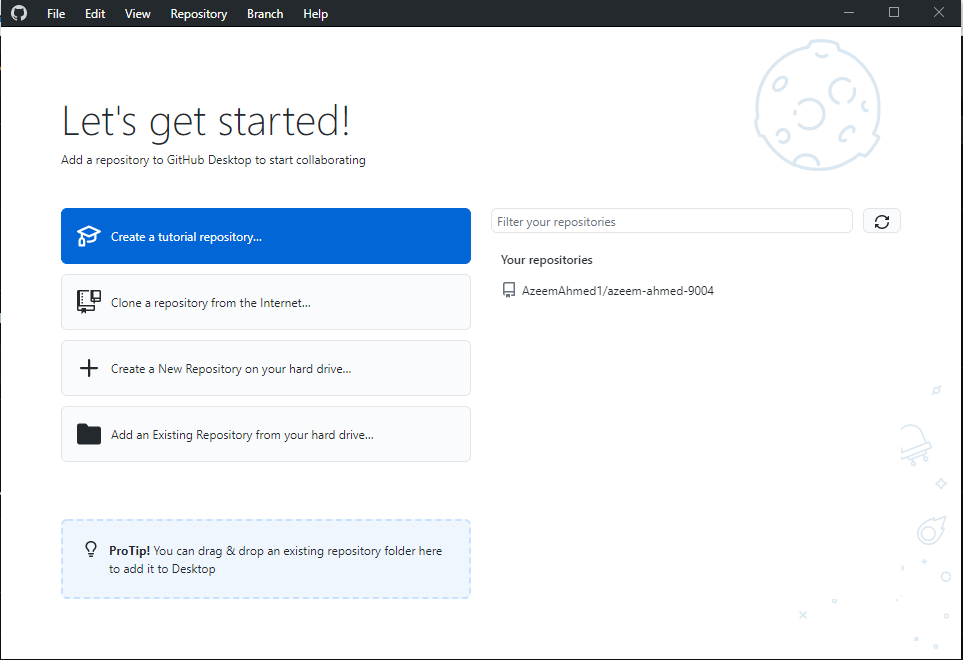 File Edit View Repository Branch Help
Let's get started!
Add a repository to GitHub Desktop to start collaborating
Create a tutorial repository...
Clone a repository from the Internet...
Create a New Repository on your hard drive...
Add an Existing Repository from your hard drive...
ProTip! You can drag & drop an existing repository folder here
to add it to Desktop
Filter your repositories
Your repositories
AzeemAhmed1/azeem-ahmed-9004